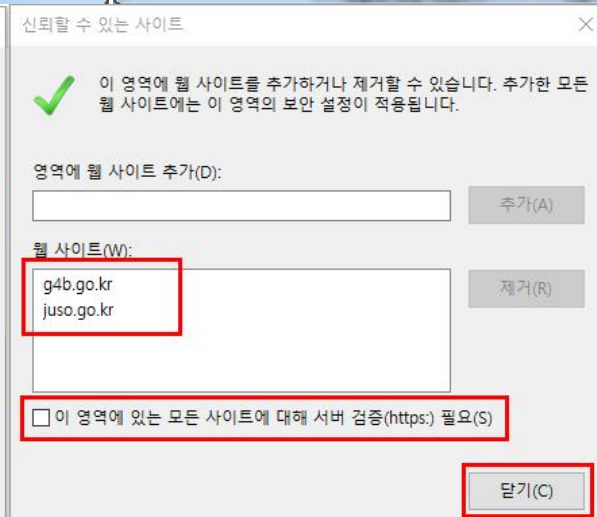 신뢰할 수 있는 사이트
이 영역에 웹 사이트를 추가하거나 제거할 수 있습니다. 추가한 모든
웹 사이트에는 이 영역의 보안 설정이 적용됩니다.
영역에 웹 사이트 추가(D):
추가(A)
웹 사이트(W):
g4b.go.kr
juso.go.kr
제거(R)
이 영역에 있는 모든 사이트에 대해 서버 검증(https:) 필요(S)
닫기(C)